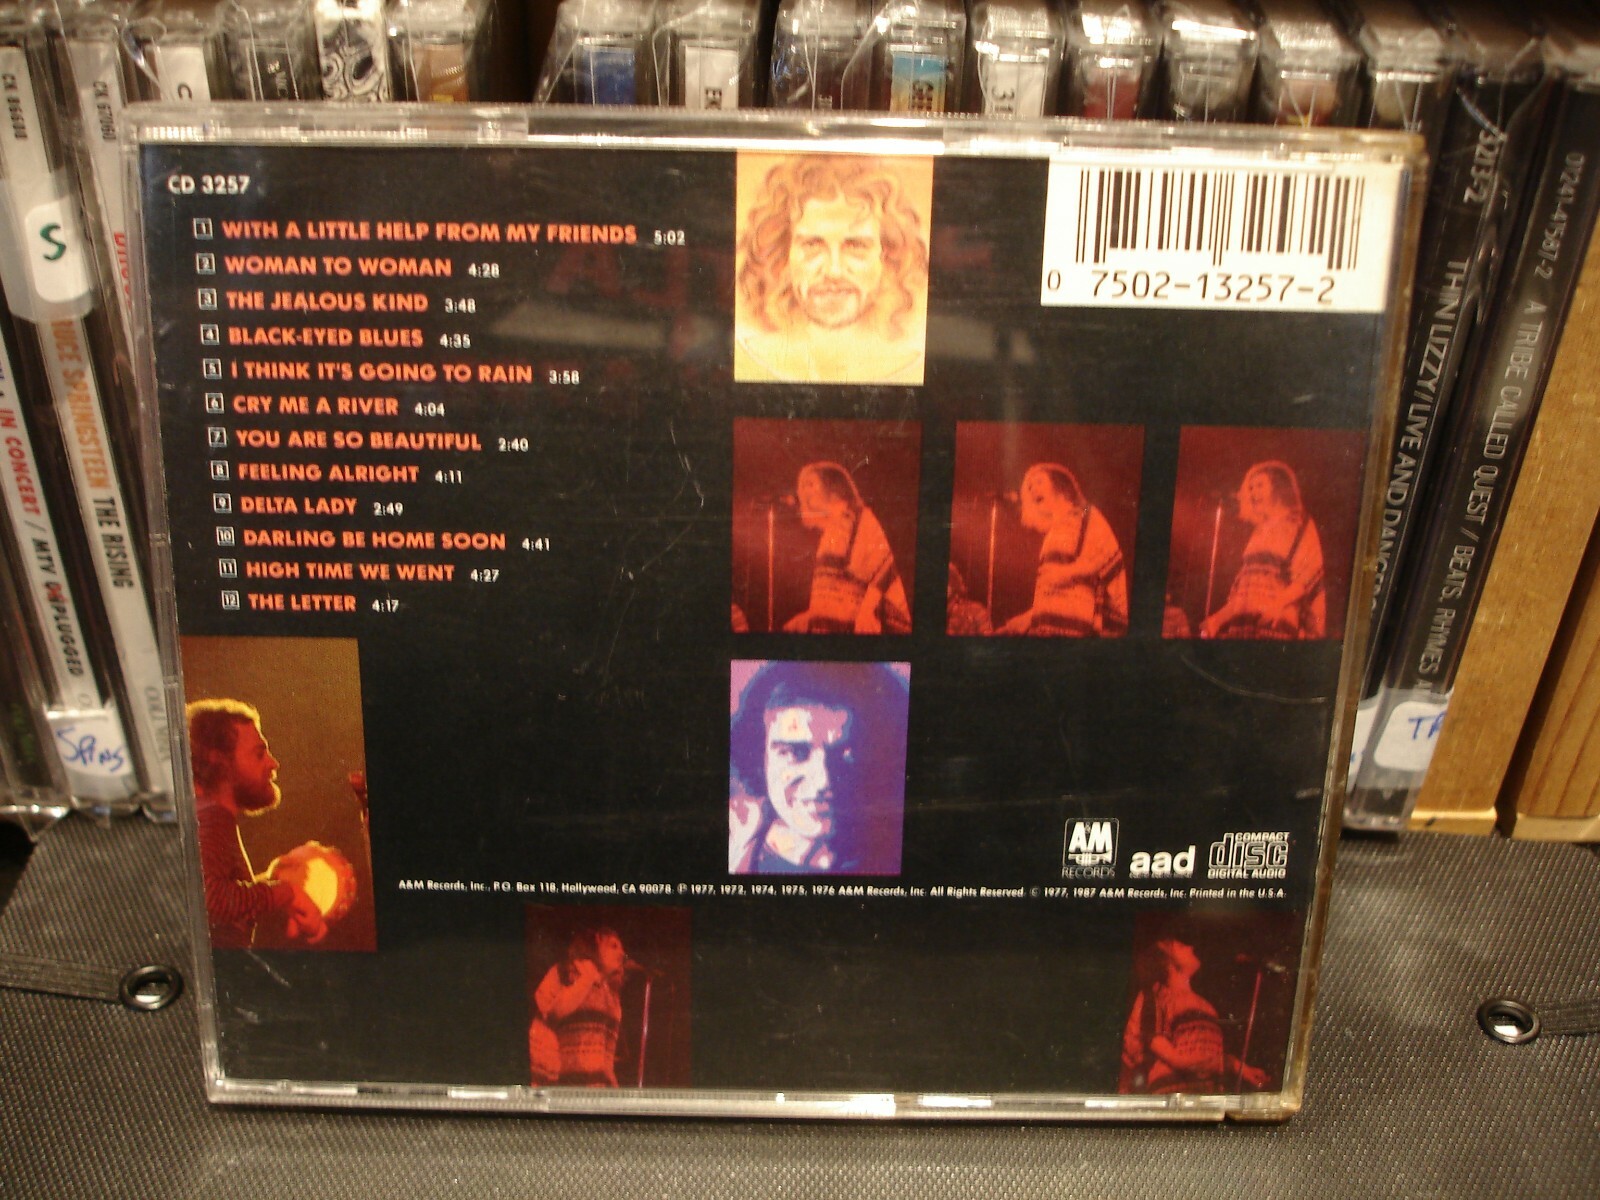 CD 3257
1 WITH A LITTLE HELP FROM MY FRIENDS 5:02
2 WOMAN TO WOMAN 4:28
3 THE JEALOUS KIND 3:48
4 BLACK-EYED BLUES 4:35
5 I THINK IT'S GOING TO RAIN 3:58
6 CRY ME A RIVER 4:04
7 YOU ARE SO BEAUTIFUL 2:40
8 FEELING ALRIGHT 4:11
9 DELTA LADY 2:49
10 DARLING BE HOME SOON 4:41
11 HIGH TIME WE WENT 4:27
12 THE LETTER 4:17
0 7502-13257-2
A&M
RECORDS
aad
COMPACT
disc
DIGITAL AUDIO
A&M Records, Inc., P.O. Box 118, Hollywood, CA 90078. ℗ 1977, 1972, 1974, 1975, 1976 A&M Records, Inc. All Rights Reserved. © 1977, 1987 A&M Records, Inc. Printed in the U.S.A.
S
IN CONCERT / MTV UNPLUGGED
SPRINGSTEEN THE RISING
Spins
5213-2
THIN LIZZY/LIVE AND
01241-41587-2 A TRIBE CALLED QUEST / BEATS, RHYMES